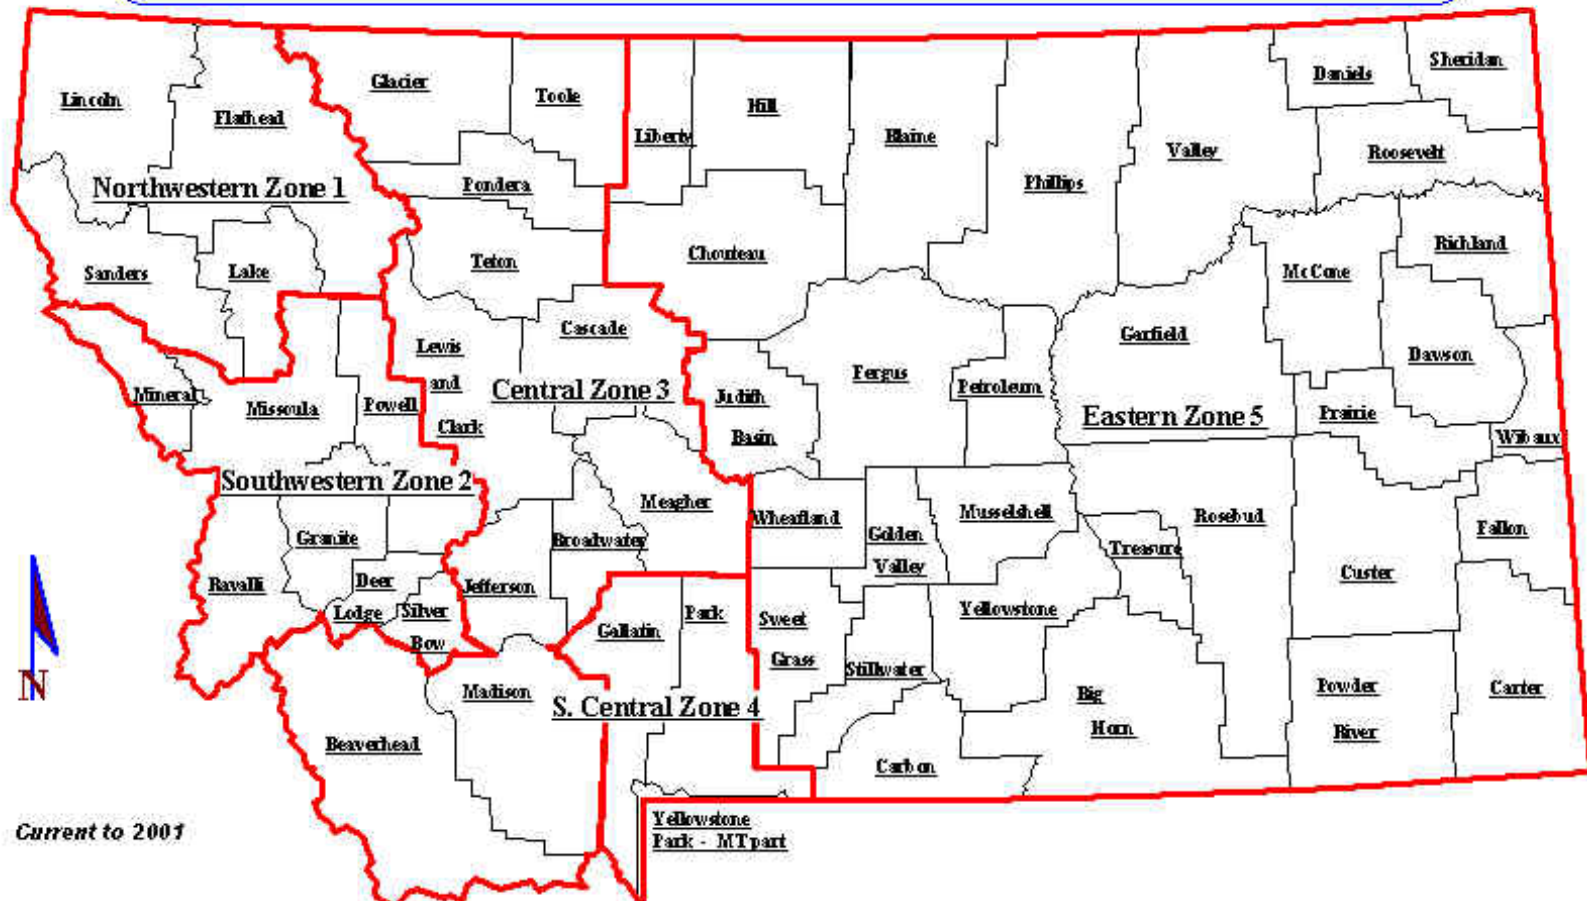 Lincoln
Flathead
Glacier
Toole
Liberty
Hill
Blaine
Phillips
Valley
Daniels
Sheridan
Roosevelt
Northwestern Zone 1
Pondera
Sanders
Lake
Teton
Chouteau
McCone
Richland
Mineral
Missoula
Powell
Lewis
and
Clark
Cascade
Central Zone 3
Judith
Basin
Fergus
Petroleum
Garfield
Eastern Zone 5
Prairie
Dawson
Wibaux
Southwestern Zone 2
Meagher
Wheatland
Golden
Valley
Musselshell
Treasure
Rosebud
Custer
Fallon
Granite
Ravalli
Deer
Lodge
Silver
Bow
Jefferson
Broadwater
Gallatin
Park
Sweet
Grass
Stillwater
Yellowstone
Big
Horn
Powder
River
Carter
Madison
Beaverhead
S. Central Zone 4
Carbon
N
Current to 2001
Yellowstone
Park - MT part